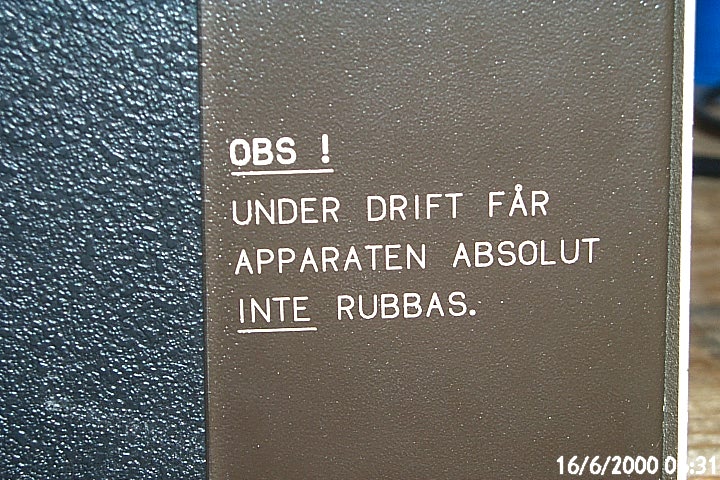 OBS !
UNDER DRIFT FÅR
APPARATEN ABSOLUT
INTE RUBBAS.
16/6/2000